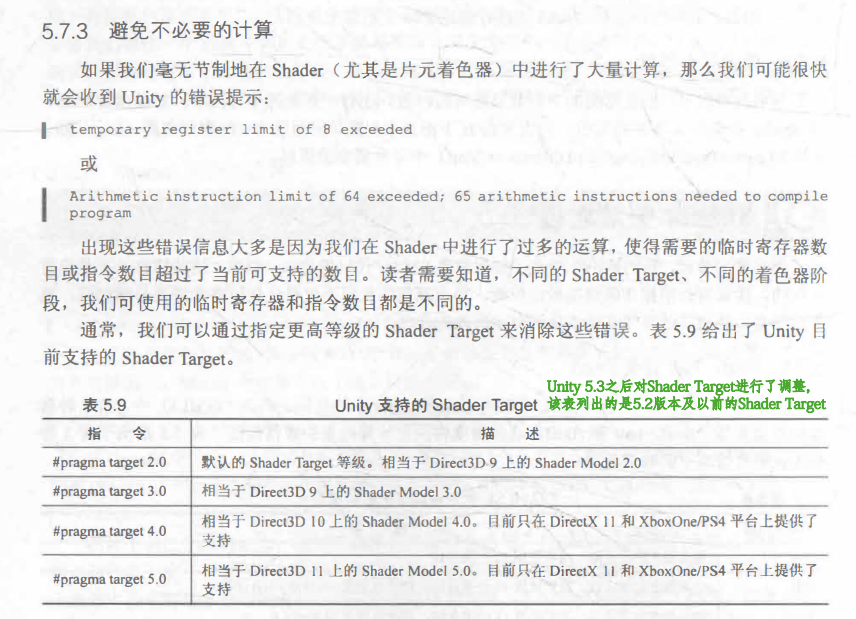 5.7.3 避免不必要的计算
如果我们毫无节制地在 Shader（尤其是片元着色器）中进行了大量计算，那么我们可能很快
就会收到 Unity 的错误提示：
temporary register limit of 8 exceeded
或
Arithmetic instruction limit of 64 exceeded; 65 arithmetic instructions needed to compile
program
出现这些错误信息大多是因为我们在 Shader 中进行了过多的运算，使得需要的临时寄存器数
目或指令数目超过了当前可支持的数目。读者需要知道，不同的 Shader Target、不同的着色器阶
段，我们可使用的临时寄存器和指令数目都是不同的。
通常，我们可以通过指定更高等级的 Shader Target 来消除这些错误。表 5.9 给出了 Unity 目
前支持的 Shader Target。
Unity 5.3之后对Shader Target进行了调整，
表 5.9 Unity 支持的 Shader Target 该表列出的是5.2版本及以前的Shader Target
指 令 描 述
#pragma target 2.0 默认的 Shader Target 等级。相当于 Direct3D 9 上的 Shader Model 2.0
#pragma target 3.0 相当于 Direct3D 9 上的 Shader Model 3.0
#pragma target 4.0 相当于 Direct3D 10 上的 Shader Model 4.0。目前只在 DirectX 11 和 XboxOne/PS4 平台上提供了
支持
#pragma target 5.0 相当于 Direct3D 11 上的 Shader Model 5.0。目前只在 DirectX 11 和 XboxOne/PS4 平台上提供了
支持